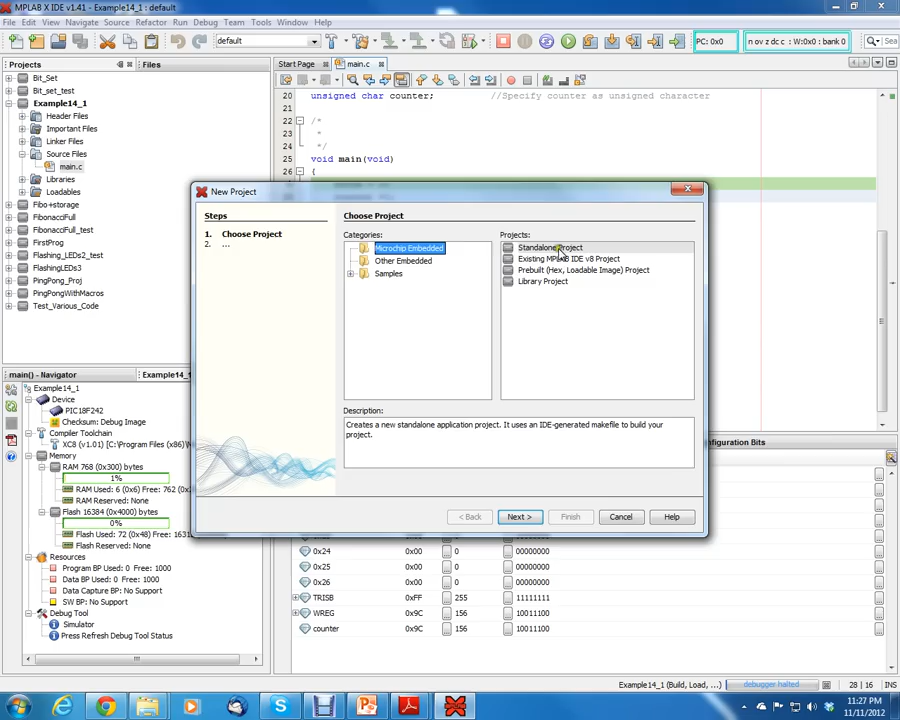 MPLAB X IDE v1.41 - Example14_1 : default
File Edit View Navigate Source Refactor Run Debug Team Tools Window Help
default
PC: 0x0
n ov z dc c : W:0x0 : bank 0
Sea
Projects
Files
Start Page
main.c
Bit_Set
Bit_set_test
Example14_1
Header Files
Important Files
Linker Files
Source Files
main.c
Libraries
Loadables
Fibo+storage
FibonacciFull
FibonacciFull_test
FirstProg
Flashing_LEDs2_test
FlashingLEDs3
PingPong_Proj
PingPongWithMacros
Test_Various_Code
20 unsigned char counter; //Specify counter as unsigned character
21
22 /*
23 *
24 */
25 void main(void)
26 {
New Project
Steps
1. Choose Project
2. ...
Choose Project
Categories:
Microchip Embedded
Other Embedded
Samples
Projects:
Standalone Project
Existing MPLAB IDE v8 Project
Prebuilt (Hex, Loadable Image) Project
Library Project
Description:
Creates a new standalone application project. It uses an IDE-generated makefile to build your
project.
< Back
Next >
Finish
Cancel
Help
main() - Navigator
Example14_1
Example14_1
Device
PIC18F242
Checksum: Debug Image
Compiler Toolchain
XC8 (v1.01) [C:\Program Files (x86)\
Memory
RAM 768 (0x300) bytes
1%
RAM Used: 6 (0x6) Free: 762 (0x2
RAM Reserved: None
Flash 16384 (0x4000) bytes
0%
Flash Used: 72 (0x48) Free: 1631
Flash Reserved: None
Resources
Program BP Used: 0 Free: 1000
Data BP Used: 0 Free: 1000
Data Capture BP: No Support
SW BP: No Support
Debug Tool
Simulator
Press Refresh Debug Tool Status
onfiguration Bits
0x24 0x00 0 00000000
0x25 0x00 0 00000000
0x26 0x00 0 00000000
TRISB 0xFF 255 11111111
WREG 0x9C 156 10011100
counter 0x9C 156 10011100
Example14_1 (Build, Load, ...)
debugger halted
28 | 16
INS
11:27 PM
11/11/2012